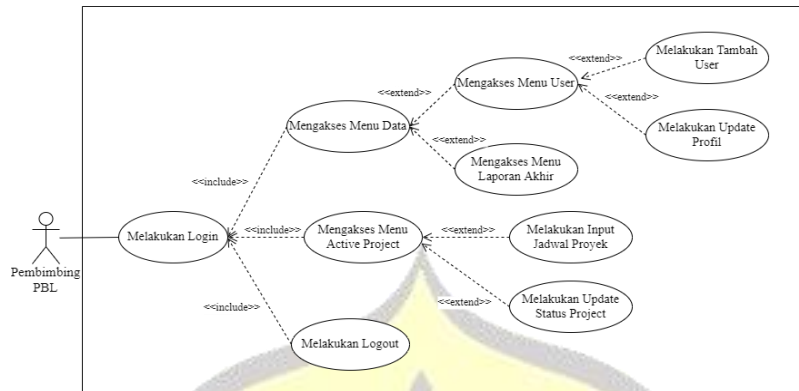 Melakukan Tambah
User
<<extend>>
Mengakses Menu User
<<extend>>
<<extend>>
Melakukan Update
Profil
Mengakses Menu Data
<<extend>>
Mengakses Menu
Laporan Akhir
<<include>>
Pembimbing
PBL
Melakukan Login
<<include>>
Mengakses Menu
Active Project
<<extend>>
Melakukan Input
Jadwal Proyek
<<extend>>
Melakukan Update
Status Project
<<include>>
Melakukan Logout